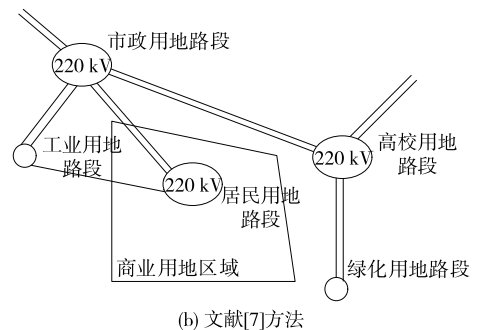 市政用地路段
220 kV
工业用地
路段
220 kV
高校用地
路段
220 kV
居民用地
路段
商业用地区域
绿化用地路段
(b) 文献[7]方法